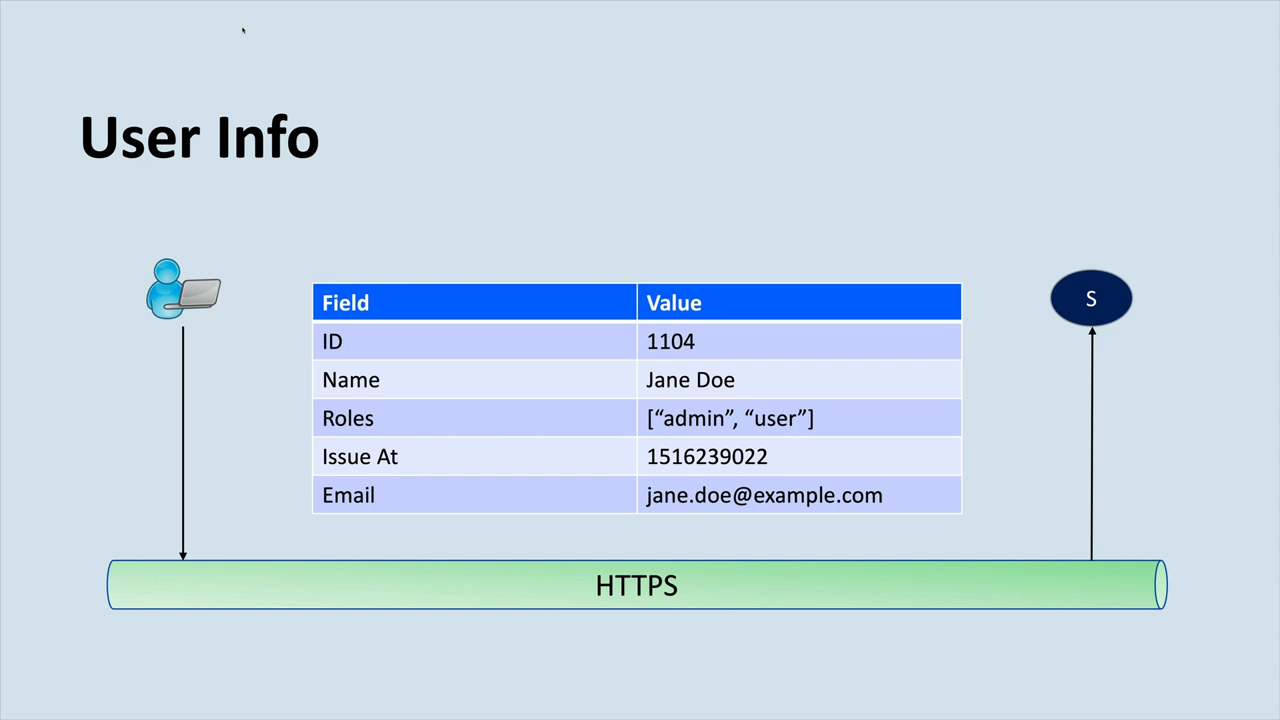 User Info
S
Field Value
ID 1104
Name Jane Doe
Roles [“admin”, “user”]
Issue At 1516239022
Email jane.doe@example.com
HTTPS